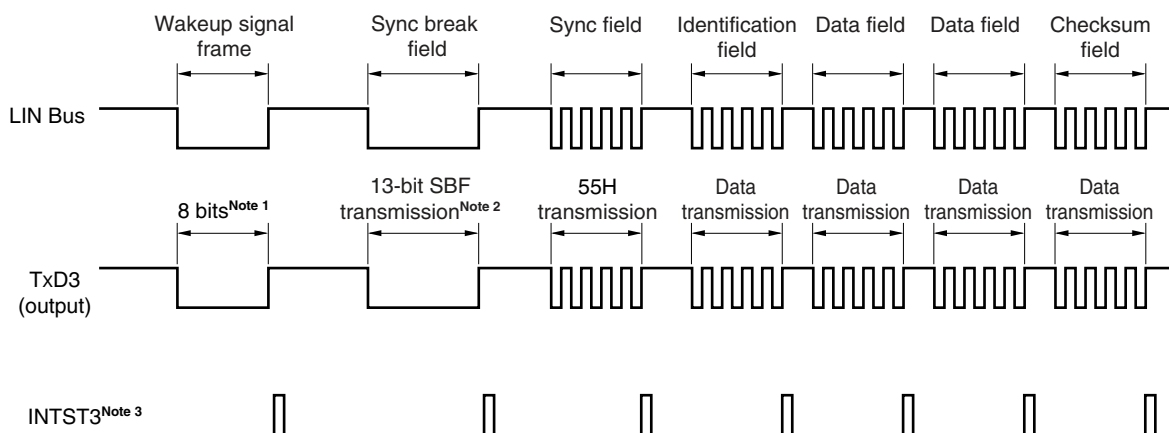 Wakeup signal frame
Sync break field
Sync field
Identification field
Data field
Data field
Checksum field
LIN Bus
8 bitsNote 1
13-bit SBF transmissionNote 2
55H transmission
Data transmission
Data transmission
Data transmission
Data transmission
TxD3 (output)
INTST3Note 3